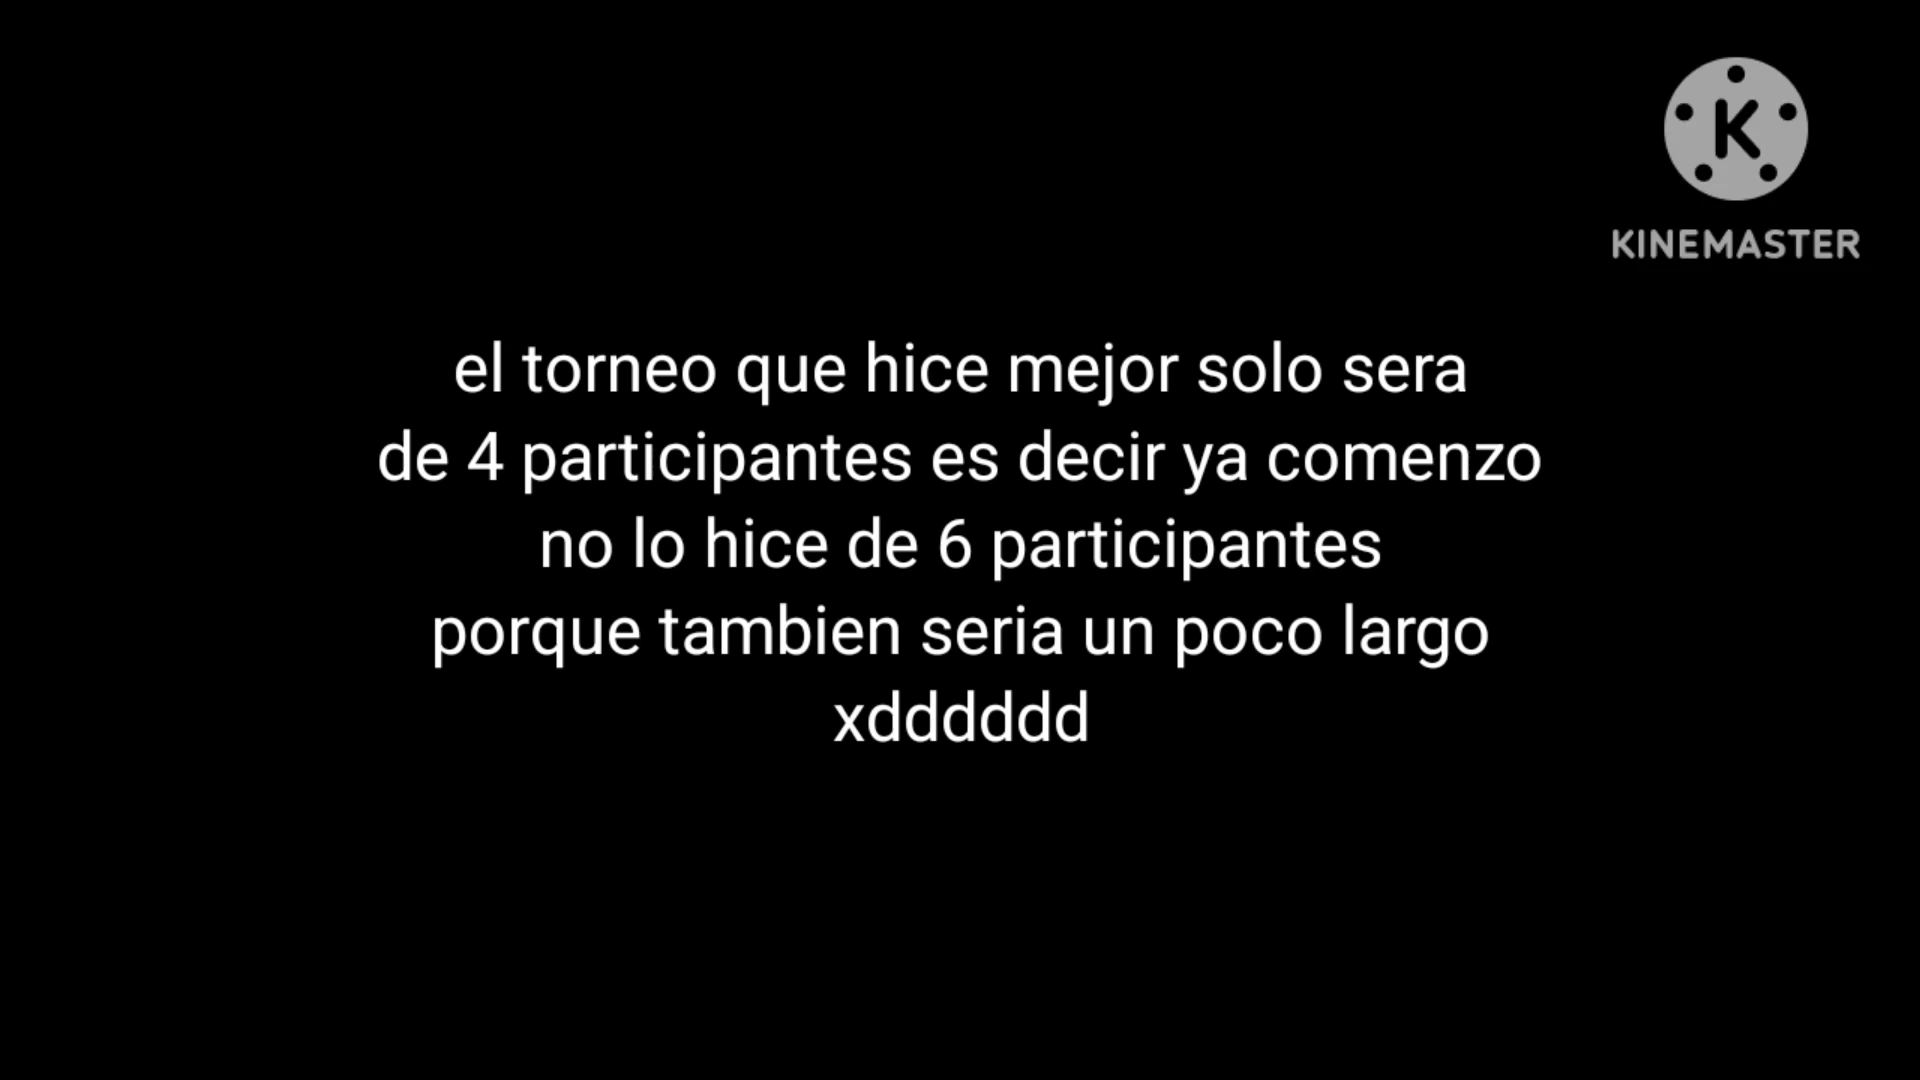 K
KINEMASTER
el torneo que hice mejor solo sera
de 4 participantes es decir ya comenzo
no lo hice de 6 participantes
porque tambien seria un poco largo
xdddddd